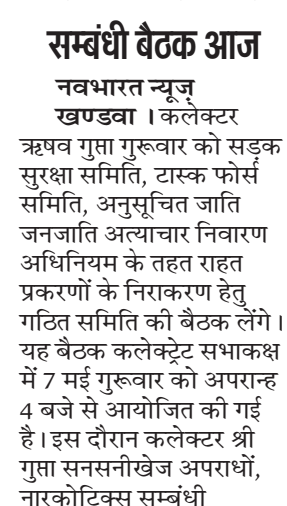 सम्बंधी बैठक आज
नवभारत न्यूज़
खण्डवा । कलेक्टर
ऋषव गुप्ता गुरूवार को सड़क
सुरक्षा समिति, टास्क फोर्स
समिति, अनुसूचित जाति
जनजाति अत्याचार निवारण
अधिनियम के तहत राहत
प्रकरणों के निराकरण हेतु
गठित समिति की बैठक लेंगे।
यह बैठक कलेक्ट्रेट सभाकक्ष
में 7 मई गुरूवार को अपरान्ह
4 बजे से आयोजित की गई
है। इस दौरान कलेक्टर श्री
गुप्ता सनसनीखेज अपराधों,
नारकोटिक्स सम्बंधी